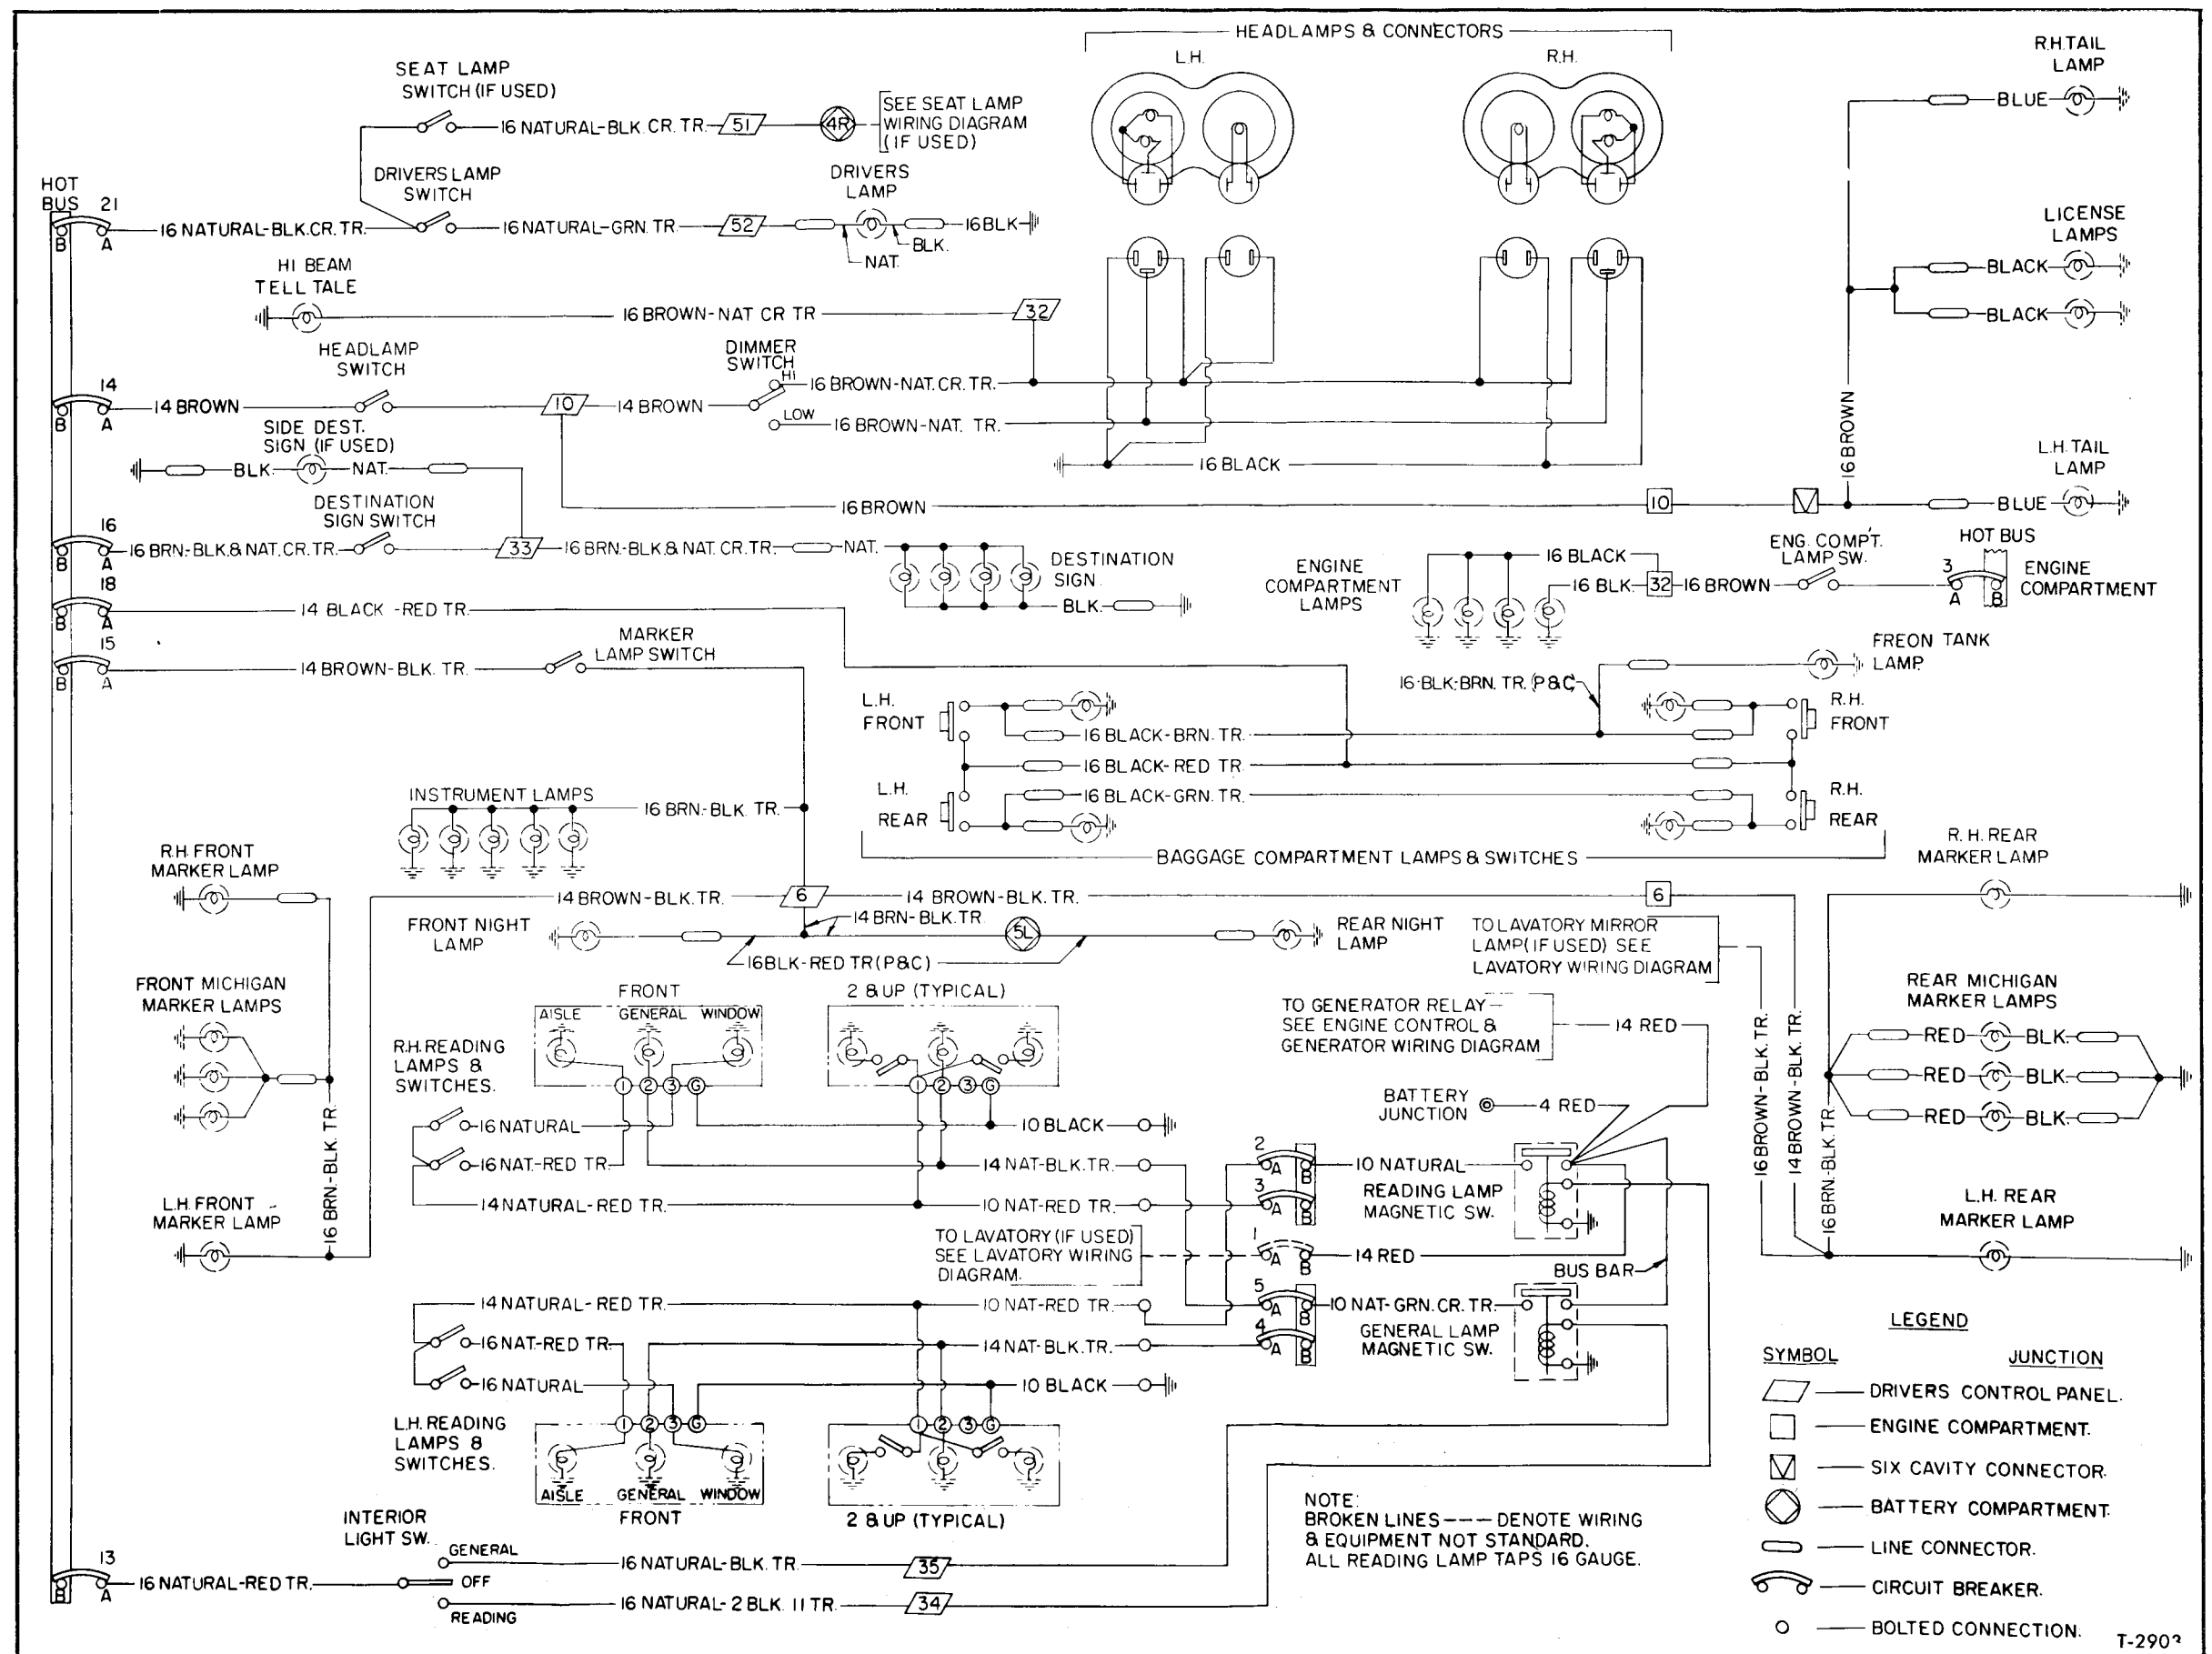 HEADLAMPS & CONNECTORS
L.H.
R.H.
R.H. TAIL
LAMP
BLUE
SEAT LAMP
SWITCH (IF USED)
16 NATURAL-BLK. CR. TR.
51
4R
SEE SEAT LAMP
WIRING DIAGRAM
(IF USED)
DRIVERS LAMP
SWITCH
DRIVERS
LAMP
HOT
BUS
21
B
A
16 NATURAL-BLK. CR. TR.
16 NATURAL-GRN. TR
52
NAT.
BLK.
16 BLK
LICENSE
LAMPS
BLACK
BLACK
HI BEAM
TELL TALE
16 BROWN-NAT CR TR
32
HEADLAMP
SWITCH
DIMMER
SWITCH
HI
16 BROWN-NAT. CR. TR.
14
B
A
14 BROWN
10
14 BROWN
LOW
16 BROWN-NAT. TR.
16 BROWN
SIDE DEST.
SIGN (IF USED)
BLK.
NAT.
16 BLACK
L.H. TAIL
LAMP
BLUE
DESTINATION
SIGN SWITCH
16 BROWN
10
16
B
A
16 BRN.-BLK. & NAT. CR. TR.
33
16 BRN.-BLK. & NAT. CR. TR.
NAT.
DESTINATION
SIGN
BLK.
ENGINE
COMPARTMENT
LAMPS
16 BLACK
16 BLK.
32
16 BROWN
ENG. COMP'T.
LAMP SW.
HOT BUS
3
A
B
ENGINE
COMPARTMENT
18
B
A
14 BLACK -RED TR.
15
B
A
14 BROWN-BLK. TR.
MARKER
LAMP SWITCH
FREON TANK
LAMP
16-BLK-BRN. TR. (P&C)
L.H.
FRONT
R.H.
FRONT
16 BLACK-BRN. TR.
16 BLACK-RED TR.
16 BLACK-GRN. TR.
L.H.
REAR
R.H.
REAR
BAGGAGE COMPARTMENT LAMPS & SWITCHES
INSTRUMENT LAMPS
16 BRN.-BLK. TR.
R.H. FRONT
MARKER LAMP
14 BROWN-BLK. TR.
6
14 BROWN-BLK. TR.
6
R.H. REAR
MARKER LAMP
14 BRN-BLK. TR.
FRONT NIGHT
LAMP
5L
16 BLK-RED TR (P&C)
REAR NIGHT
LAMP
TO LAVATORY MIRROR
LAMP (IF USED) SEE
LAVATORY WIRING DIAGRAM
FRONT MICHIGAN
MARKER LAMPS
REAR MICHIGAN
MARKER LAMPS
RED
BLK.
RED
BLK.
RED
BLK.
FRONT
AISLE
GENERAL
WINDOW
2 & UP (TYPICAL)
R.H. READING
LAMPS &
SWITCHES.
1
2
3
G
1
2
3
G
TO GENERATOR RELAY-
SEE ENGINE CONTROL &
GENERATOR WIRING DIAGRAM
14 RED
BATTERY
JUNCTION
4 RED
16 NATURAL
10 BLACK
16 NAT.-RED TR.
14 NAT-BLK. TR.
14 NATURAL-RED TR.
10 NAT-RED TR.
2
A
B
10 NATURAL
3
A
B
READING LAMP
MAGNETIC SW.
16 BRN.-BLK. TR.
16 BROWN-BLK. TR.
14 BROWN-BLK. TR.
16 BRN.-BLK. TR.
L.H. FRONT
MARKER LAMP
L.H. REAR
MARKER LAMP
TO LAVATORY (IF USED)
SEE LAVATORY WIRING
DIAGRAM.
1
A
B
14 RED
BUS BAR
14 NATURAL-RED TR.
10 NAT-RED TR.
5
A
B
10 NAT-GRN. CR. TR.
16 NAT.-RED TR.
14 NAT-BLK. TR.
4
A
B
GENERAL LAMP
MAGNETIC SW.
16 NATURAL
10 BLACK
L.H. READING
LAMPS &
SWITCHES.
1
2
3
G
1
2
3
G
AISLE
GENERAL
WINDOW
FRONT
2 & UP (TYPICAL)
LEGEND
SYMBOL
JUNCTION
DRIVERS CONTROL PANEL.
ENGINE COMPARTMENT.
SIX CAVITY CONNECTOR.
BATTERY COMPARTMENT.
LINE CONNECTOR.
CIRCUIT BREAKER.
BOLTED CONNECTION.
NOTE:
BROKEN LINES --- DENOTE WIRING
& EQUIPMENT NOT STANDARD.
ALL READING LAMP TAPS 16 GAUGE.
INTERIOR
LIGHT SW.
GENERAL
16 NATURAL-BLK. TR.
35
13
B
A
16 NATURAL-RED TR.
OFF
READING
16 NATURAL-2 BLK. 11 TR.
34